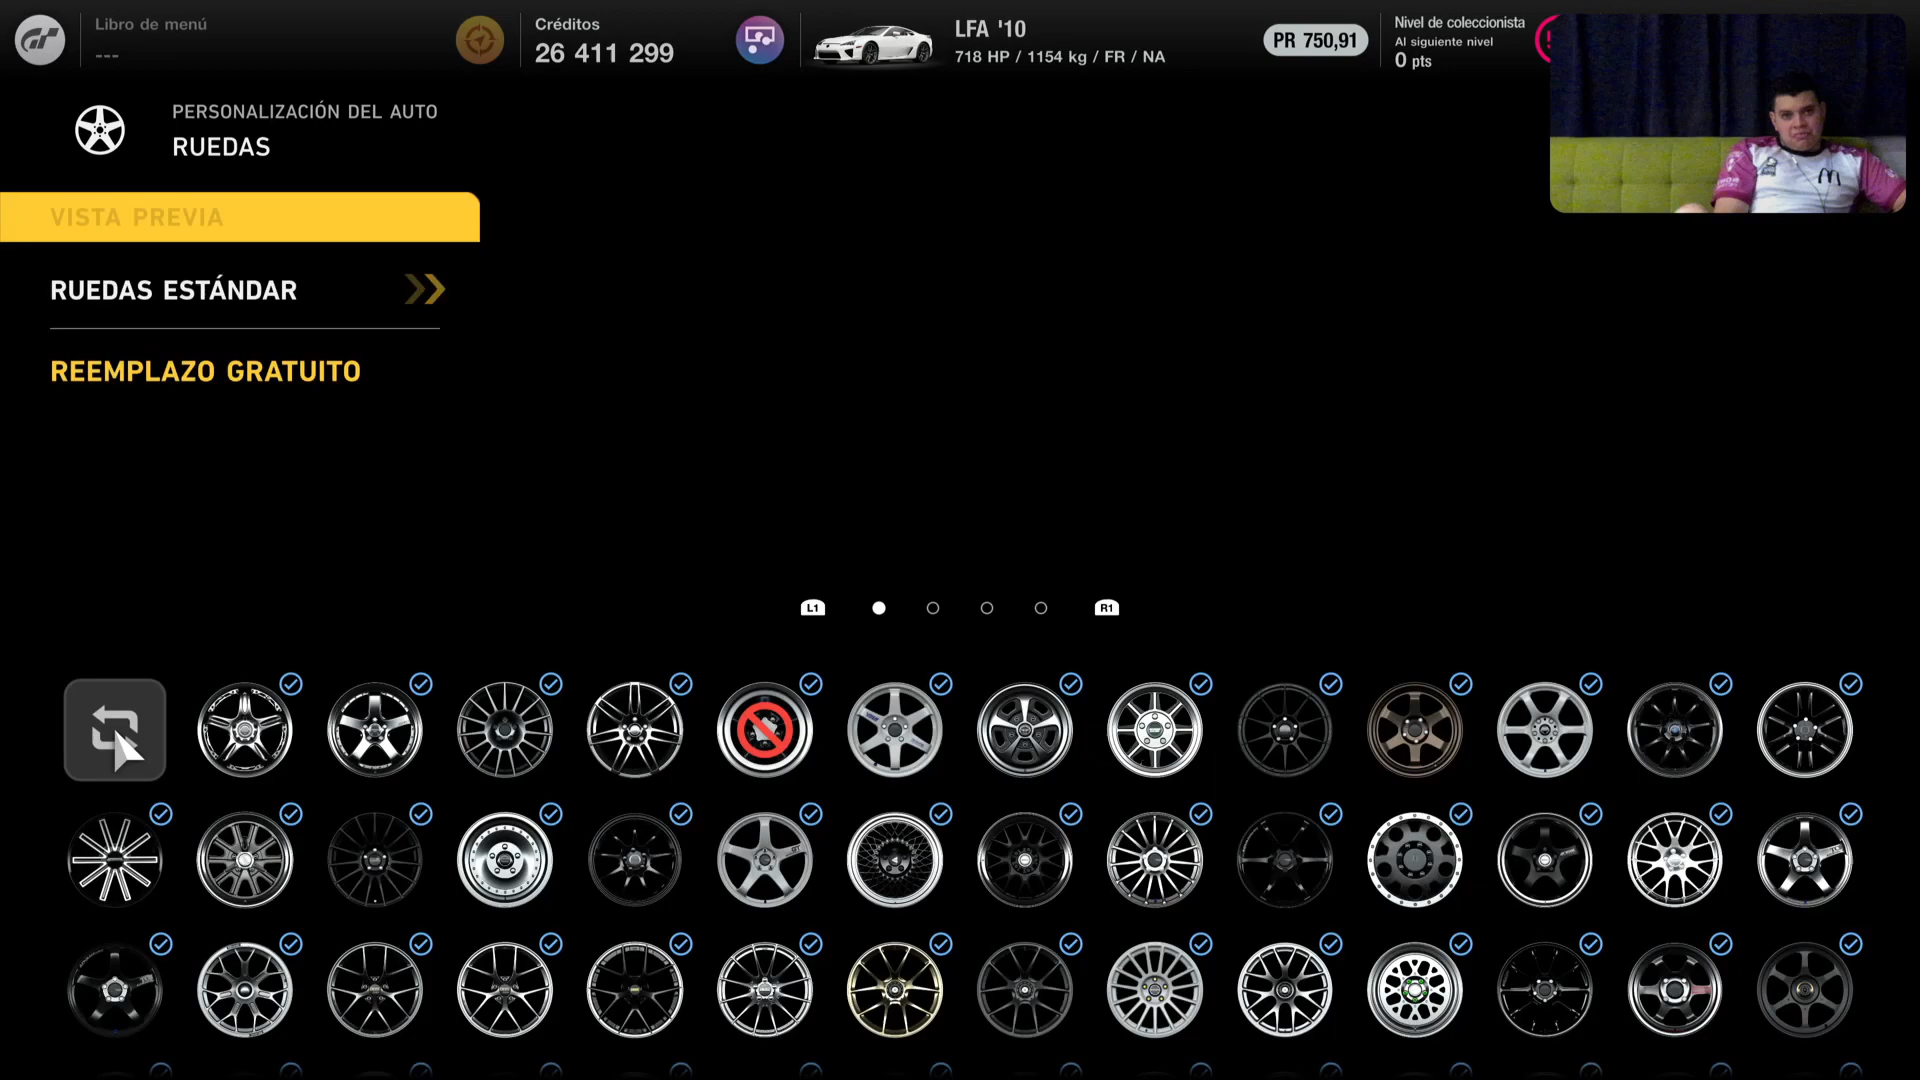 Libro de menú
---
Créditos
26 411 299
LFA '10
718 HP / 1154 kg / FR / NA
PR 750,91
Nivel de coleccionista
Al siguiente nivel
0 pts
PERSONALIZACIÓN DEL AUTO
RUEDAS
VISTA PREVIA
RUEDAS ESTÁNDAR
REEMPLAZO GRATUITO
L1
R1